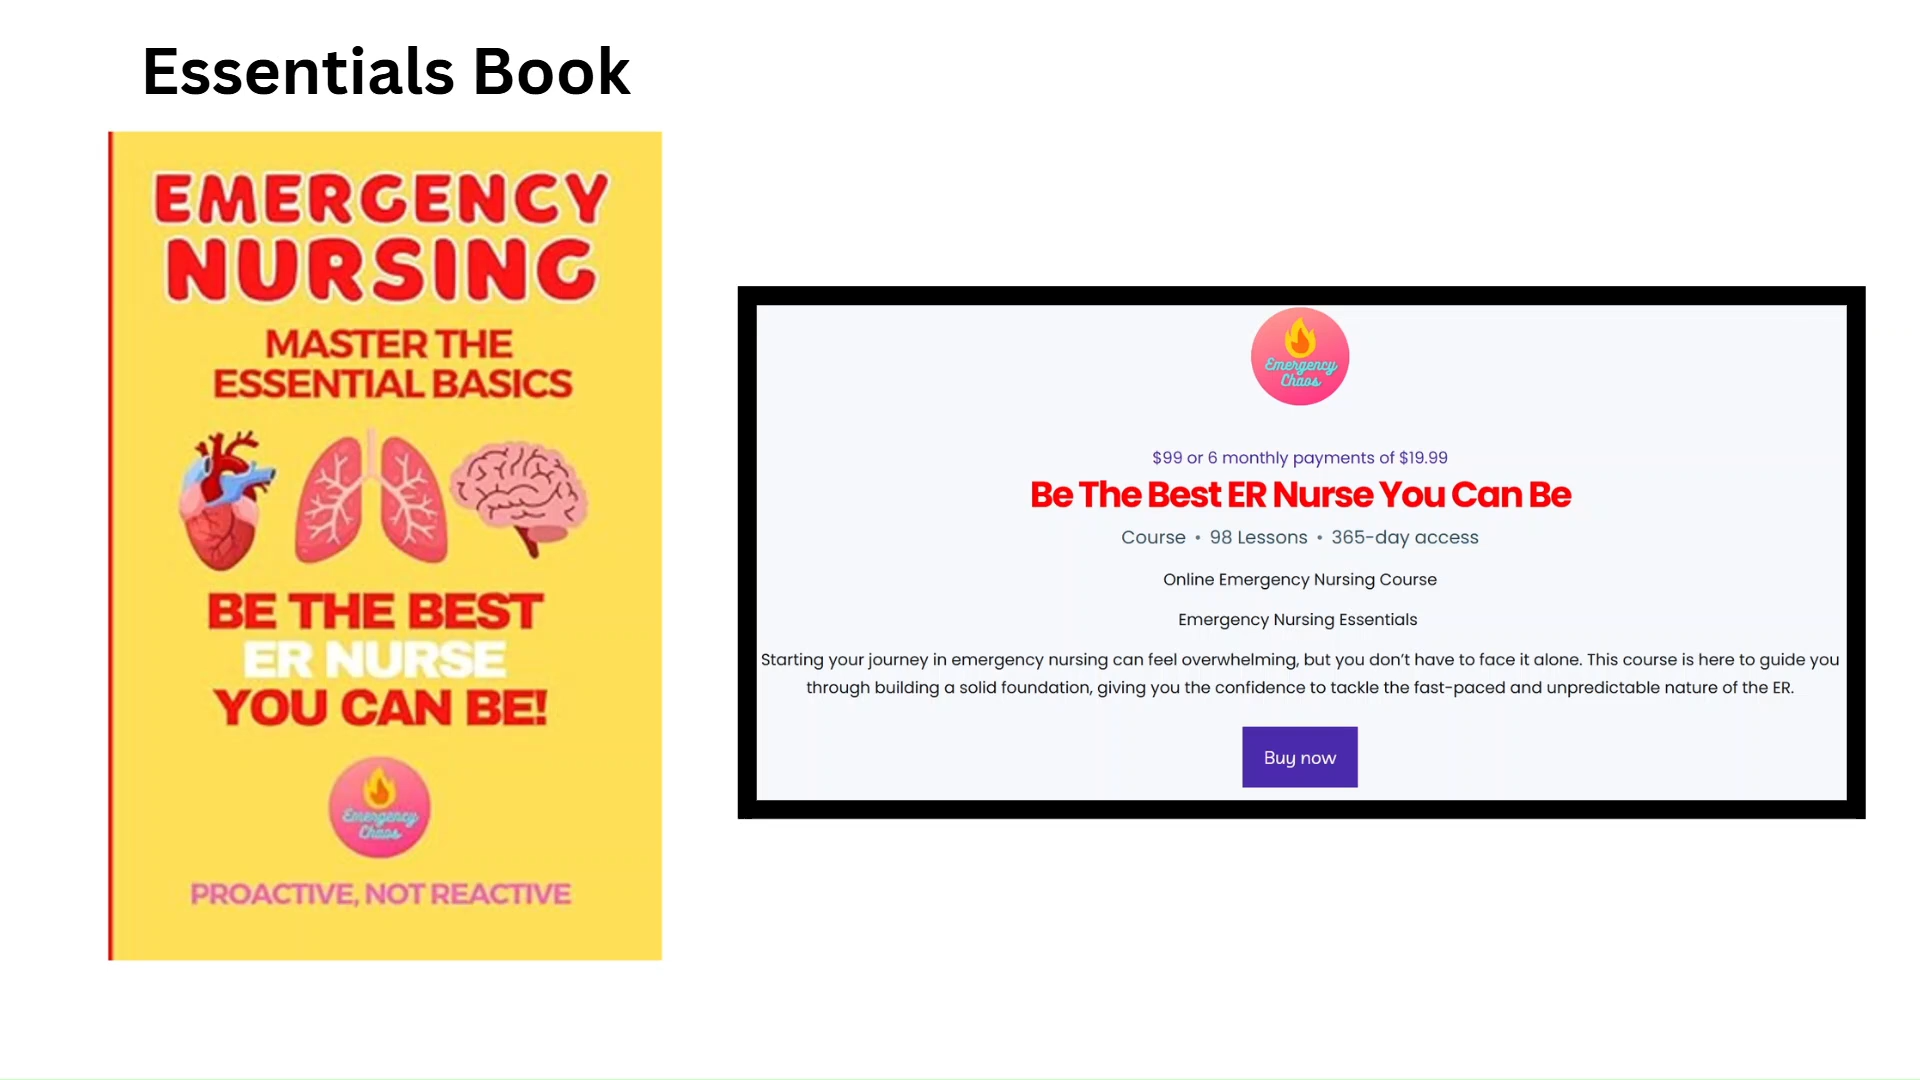 Essentials Book
EMERGENCY
NURSING
MASTER THE
ESSENTIAL BASICS
BE THE BEST
ER NURSE
YOU CAN BE!
Emergency
Chaos
PROACTIVE, NOT REACTIVE
Emergency
Chaos
$99 or 6 monthly payments of $19.99
Be The Best ER Nurse You Can Be
Course • 98 Lessons • 365-day access
Online Emergency Nursing Course
Emergency Nursing Essentials
Starting your journey in emergency nursing can feel overwhelming, but you don’t have to face it alone. This course is here to guide you
through building a solid foundation, giving you the confidence to tackle the fast-paced and unpredictable nature of the ER.
Buy now